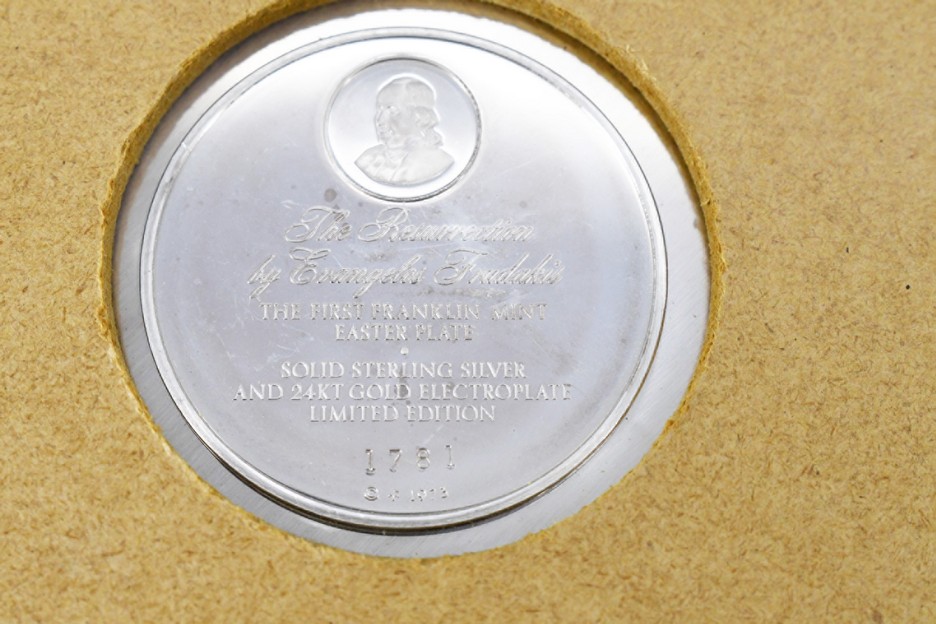 The Resurrection
by Evangelos Frudakis
THE FIRST FRANKLIN MINT
EASTER PLATE
SOLID STERLING SILVER
AND 24KT GOLD ELECTROPLATE
LIMITED EDITION
1781
1973